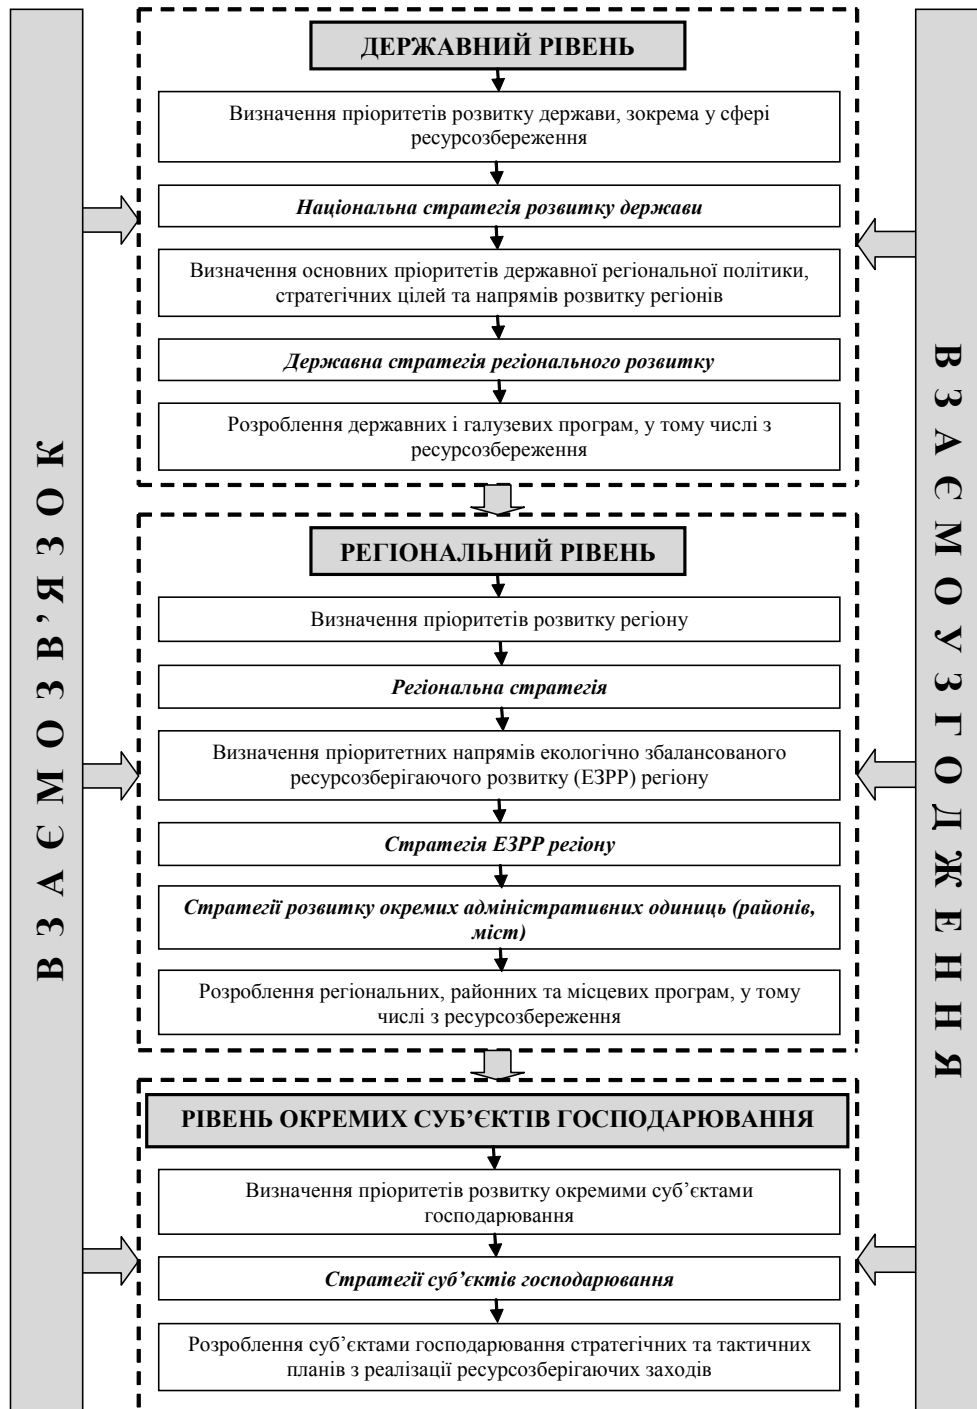 ВЗАЄМОЗВ’ЯЗОК
ДЕРЖАВНИЙ РІВЕНЬ
Визначення пріоритетів розвитку держави, зокрема у сфері
ресурсозбереження
Національна стратегія розвитку держави
Визначення основних пріоритетів державної регіональної політики,
стратегічних цілей та напрямів розвитку регіонів
Державна стратегія регіонального розвитку
Розроблення державних і галузевих програм, у тому числі з
ресурсозбереження
РЕГІОНАЛЬНИЙ РІВЕНЬ
Визначення пріоритетів розвитку регіону
Регіональна стратегія
Визначення пріоритетних напрямів екологічно збалансованого
ресурсозберігаючого розвитку (ЕЗРР) регіону
Стратегія ЕЗРР регіону
Стратегії розвитку окремих адміністративних одиниць (районів,
міст)
Розроблення регіональних, районних та місцевих програм, у тому
числі з ресурсозбереження
РІВЕНЬ ОКРЕМИХ СУБ’ЄКТІВ ГОСПОДАРЮВАННЯ
Визначення пріоритетів розвитку окремими суб’єктами
господарювання
Стратегії суб’єктів господарювання
Розроблення суб’єктами господарювання стратегічних та тактичних
планів з реалізації ресурсозберігаючих заходів
ВЗАЄМОУЗГОДЖЕННЯ